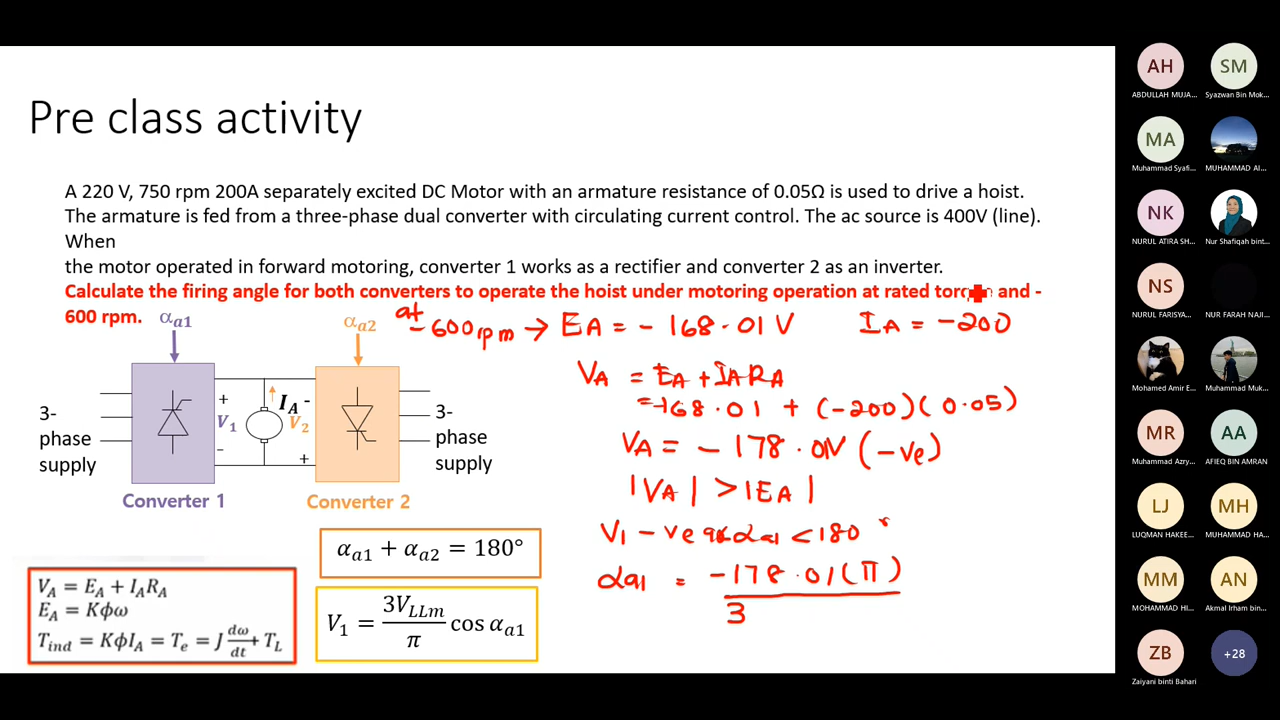 Pre class activity
A 220 V, 750 rpm 200A separately excited DC Motor with an armature resistance of 0.05Ω is used to drive a hoist.
The armature is fed from a three-phase dual converter with circulating current control. The ac source is 400V (line).
When
the motor operated in forward motoring, converter 1 works as a rectifier and converter 2 as an inverter.
Calculate the firing angle for both converters to operate the hoist under motoring operation at rated torque and -
600 rpm.
at
-600rpm → EA = - 168.01 V IA = -200
VA = EA + IARA
= -168.01 + (-200)(0.05)
VA = - 178.01V (-ve)
|VA| > |EA|
V1 - ve 90<αa1 < 180°
αa1 = -178.01(π)
3
αa1
αa2
3-
phase
supply
+
V1
-
IA
-
V2
+
3-
phase
supply
Converter 1
Converter 2
αa1 + αa2 = 180°
V1 = 3VLLm/π cos αa1
VA = EA + IARA
EA = Kϕω
Tind = KϕIA = Te = J dω/dt + TL
AH
ABDULLAH MUJA...
SM
Syazwan Bin Mok...
MA
Muhammad Syafi...
MUHAMMAD AI...
NK
NURUL ATIRA SH...
Nur Shafiqah bint...
NS
NURUL FARISYA...
NUR FARAH NAJI...
Mohamed Amir E...
Muhammad Muk...
MR
Muhammad Azry...
AA
AFIEQ BIN AMRAN
LJ
LUQMAN HAKEE...
MH
MUHAMMAD HA...
MM
MOHAMMAD HI...
AN
Akmal Irham bin...
ZB
Zaiyani binti Bahari
+28